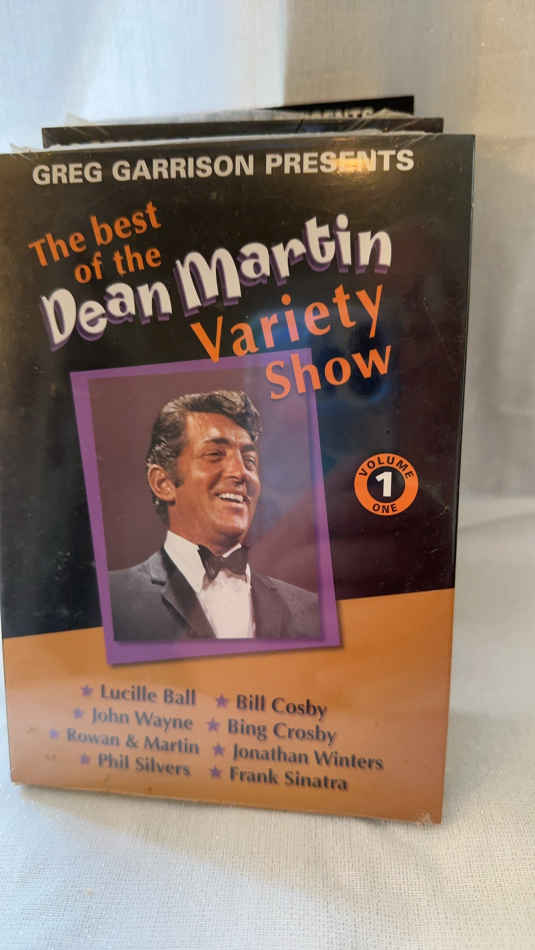 PRESENTS
GREG GARRISON PRESENTS
The best
of the
Dean Martin
Variety
Show
VOLUME
1
ONE
★ Lucille Ball ★ Bill Cosby
★ John Wayne ★ Bing Crosby
★ Rowan & Martin ★ Jonathan Winters
★ Phil Silvers ★ Frank Sinatra